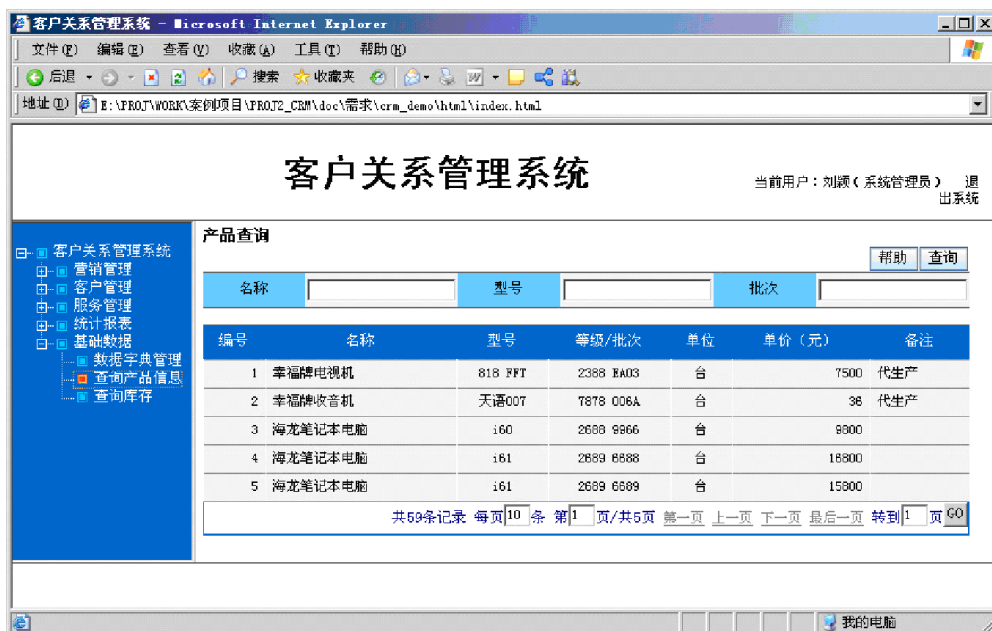 客户关系管理系统 - Microsoft Internet Explorer
文件(F) 编辑(E) 查看(V) 收藏(A) 工具(T) 帮助(H)
后退 搜索 收藏夹
地址(D) E:\PROJ\WORK\案例项目\PROJ2_CRM\doc\需求\crm_demo\html\index.html
客户关系管理系统
当前用户：刘颖(系统管理员) 退
出系统
客户关系管理系统
营销管理
客户管理
服务管理
统计报表
基础数据
数据字典管理
查询产品信息
查询库存
产品查询
帮助 查询
名称 型号 批次
编号 名称 型号 等级/批次 单位 单价（元） 备注
1 幸福牌电视机 818 FFT 2388 EA03 台 7500 代生产
2 幸福牌收音机 天语007 7878 006A 台 36 代生产
3 海龙笔记本电脑 i60 2688 9966 台 9800
4 海龙笔记本电脑 i61 2689 6688 台 16800
5 海龙笔记本电脑 i61 2689 6689 台 15800
共59条记录 每页10 条 第1 页/共5页 第一页 上一页 下一页 最后一页 转到1 页 GO
我的电脑